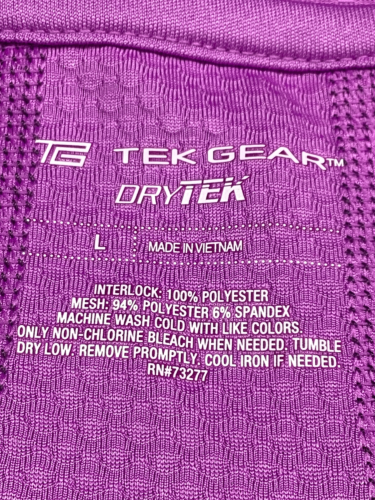 TG TEK GEAR™
DRYTEK
L MADE IN VIETNAM
INTERLOCK: 100% POLYESTER
MESH: 94% POLYESTER 6% SPANDEX
MACHINE WASH COLD WITH LIKE COLORS.
ONLY NON-CHLORINE BLEACH WHEN NEEDED. TUMBLE
DRY LOW. REMOVE PROMPTLY. COOL IRON IF NEEDED.
RN#73277